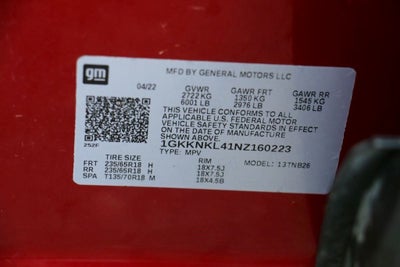 gm
MFD BY GENERAL MOTORS LLC
04/22 GVWR GAWR FRT GAWR RR
2722 KG 1350 KG 1545 KG
6001 LB 2976 LB 3406 LB
THIS VEHICLE CONFORMS TO ALL
APPLICABLE U.S. FEDERAL MOTOR
VEHICLE SAFETY STANDARDS IN EFFECT
ON THE DATE OF MANUFACTURE
SHOWN ABOVE.
252F 1GKKNKL41NZ160223
TYPE: MPV
TIRE SIZE RIM MODEL: 13TNB26
FRT 235/65R18 H 18X7.5J
RR 235/65R18 H 18X7.5J
SPA T135/70R18 M 18X4.5B